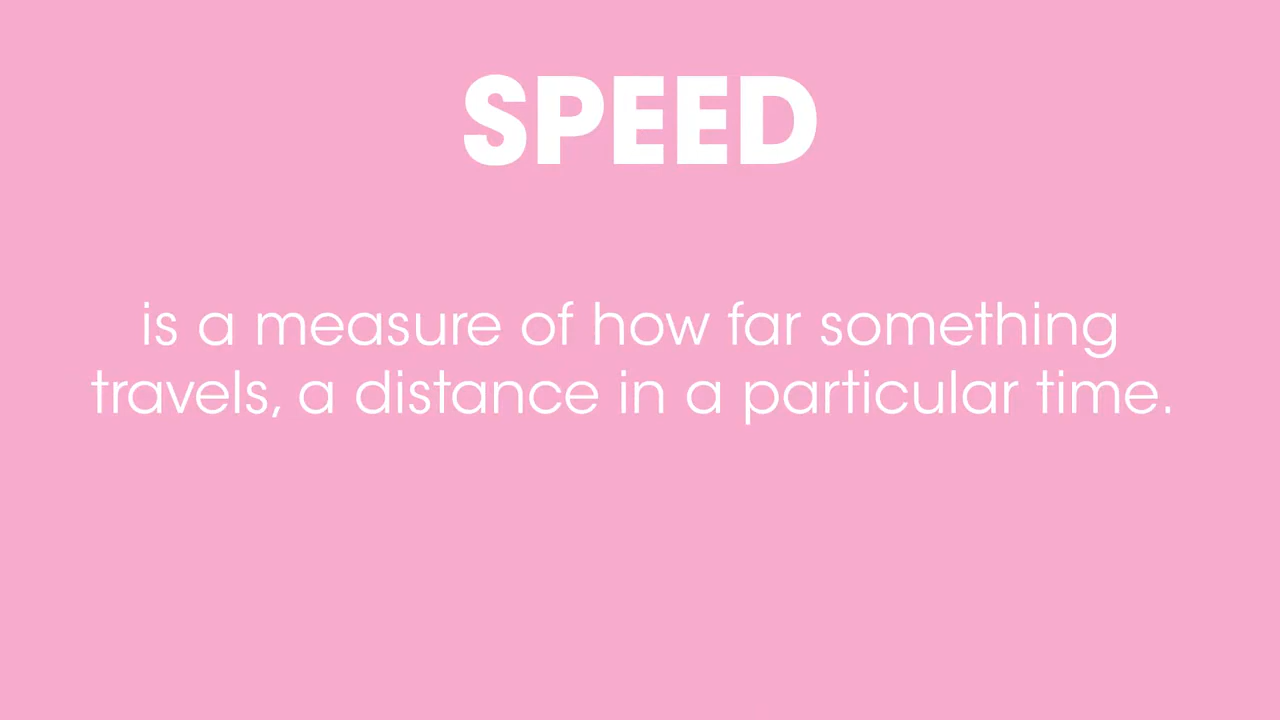 SPEED
is a measure of how far something
travels, a distance in a particular time.